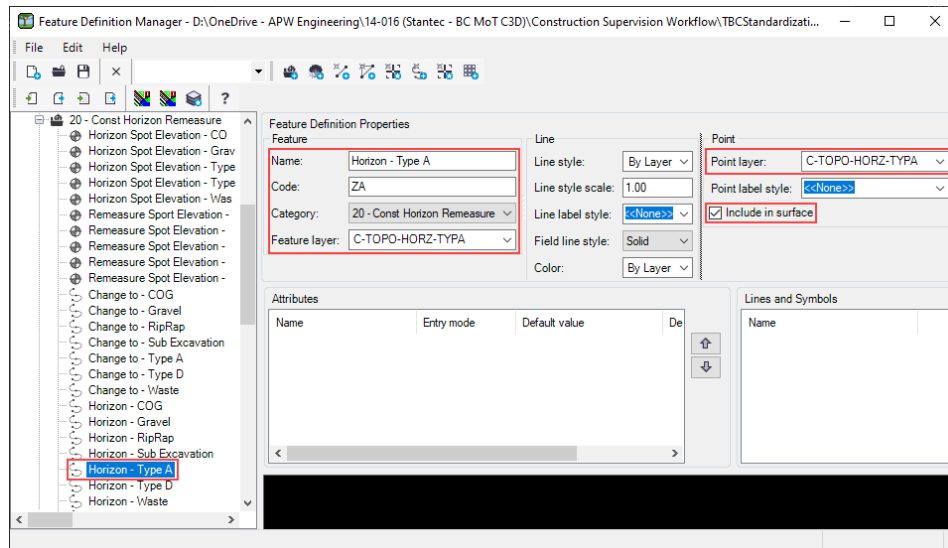 Feature Definition Manager - D:\OneDrive - APW Engineering\14-016 (Stantec - BC MoT C3D)\Construction Supervision Workflow\TBCStandardizati...
File Edit Help
20 - Const Horizon Remeasure
Horizon Spot Elevation - CO
Horizon Spot Elevation - Grav
Horizon Spot Elevation - Type
Horizon Spot Elevation - Type
Horizon Spot Elevation - Was
Remeasure Sport Elevation -
Remeasure Spot Elevation -
Remeasure Spot Elevation -
Remeasure Spot Elevation -
Remeasure Spot Elevation -
Change to - COG
Change to - Gravel
Change to - RipRap
Change to - Sub Excavation
Change to - Type A
Change to - Type D
Change to - Waste
Horizon - COG
Horizon - Gravel
Horizon - RipRap
Horizon - Sub Excavation
Horizon - Type A
Horizon - Type D
Horizon - Waste
Feature Definition Properties
Feature
Name: Horizon - Type A
Code: ZA
Category: 20 - Const Horizon Remeasure
Feature layer: C-TOPO-HORZ-TYPA
Line
Line style: By Layer
Line style scale: 1.00
Line label style: <<None>>
Field line style: Solid
Color: By Layer
Point
Point layer: C-TOPO-HORZ-TYPA
Point label style: <<None>>
Include in surface
Attributes
Name Entry mode Default value De
Lines and Symbols
Name